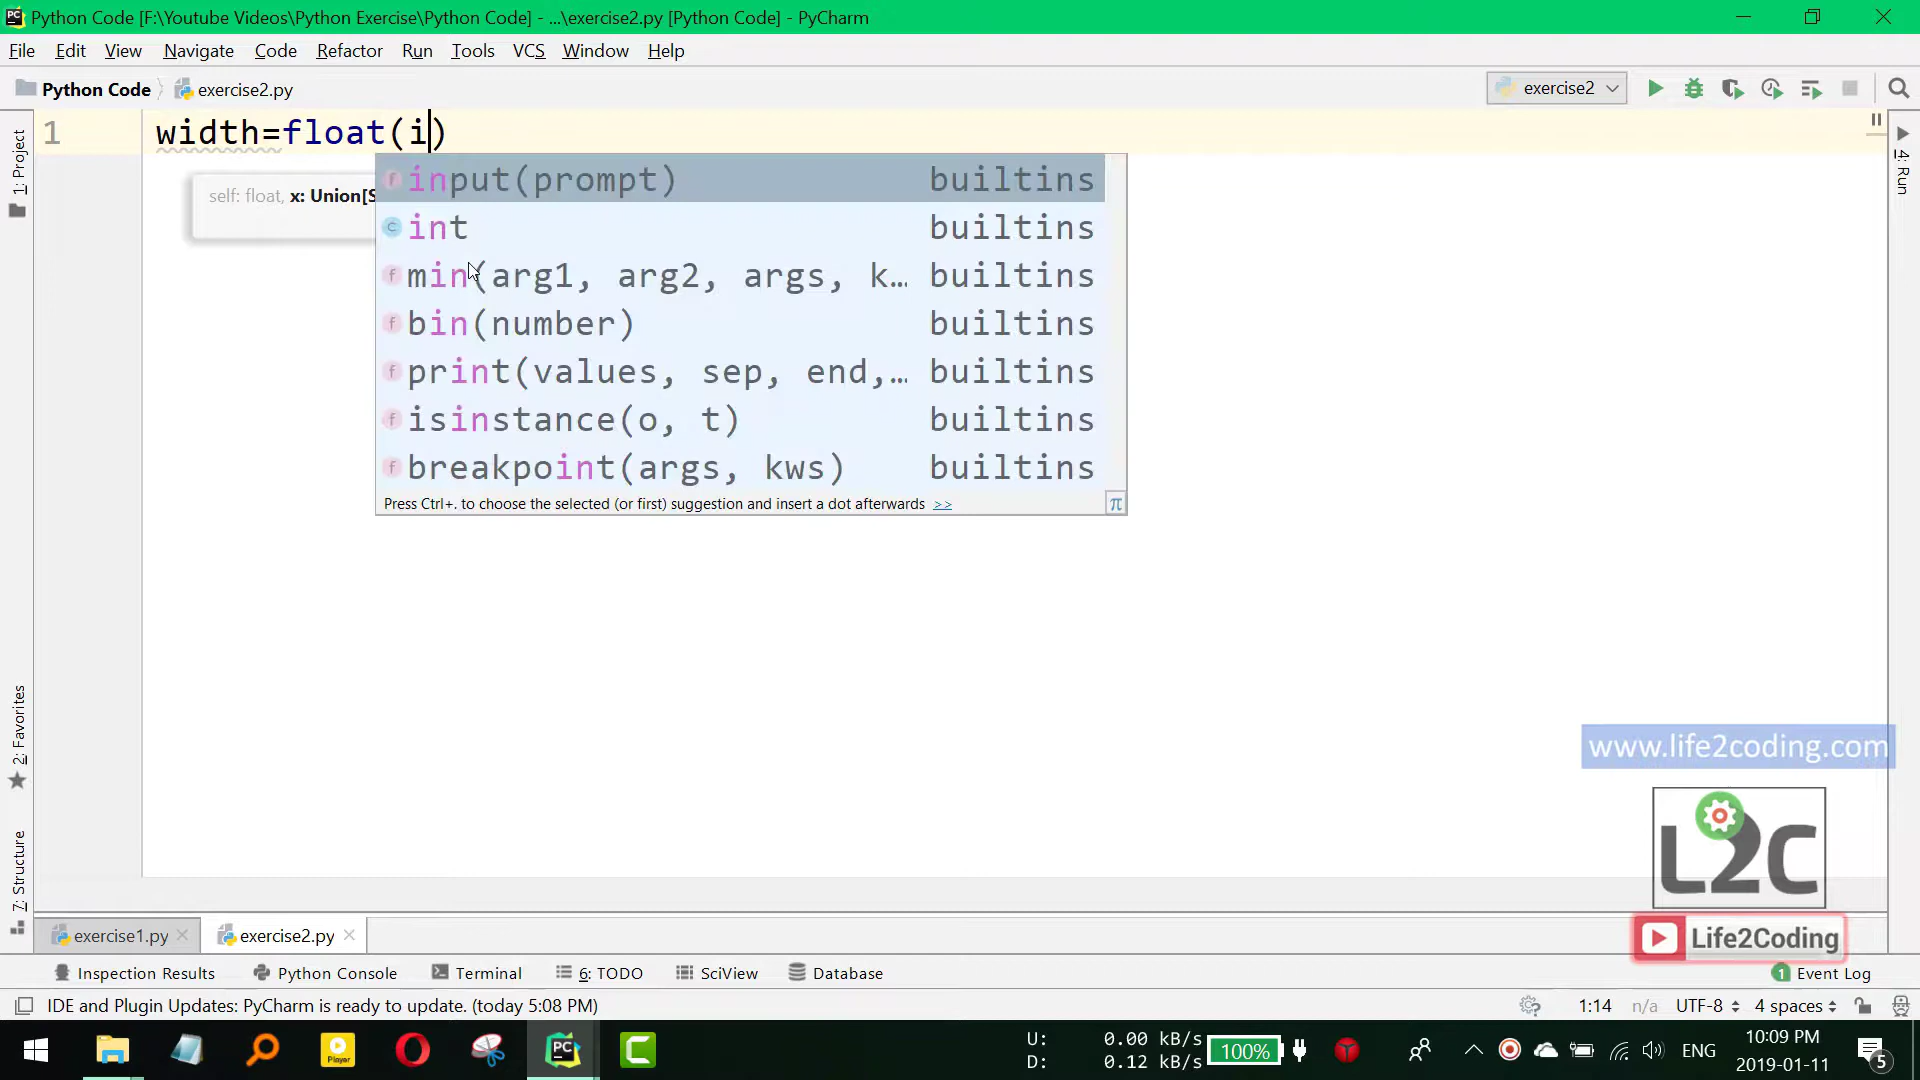 PC Python Code [F:\Youtube Videos\Python Exercise\Python Code] - ...\exercise2.py [Python Code] - PyCharm
File Edit View Navigate Code Refactor Run Tools VCS Window Help
Python Code exercise2.py exercise2
1 width=float(i)
self: float, x: Union[S
input(prompt) builtins
int builtins
min(arg1, arg2, args, k… builtins
bin(number) builtins
print(values, sep, end,… builtins
isinstance(o, t) builtins
breakpoint(args, kws) builtins
Press Ctrl+. to choose the selected (or first) suggestion and insert a dot afterwards >> π
1: Project
2: Favorites
7: Structure
4: Run
www.life2coding.com
L2C
Life2Coding
exercise1.py exercise2.py
Inspection Results Python Console Terminal 6: TODO SciView Database 1 Event Log
IDE and Plugin Updates: PyCharm is ready to update. (today 5:08 PM) 1:14 n/a UTF-8 4 spaces
Player PC C U: 0.00 kB/s 100% ENG 10:09 PM
D: 0.12 kB/s 2019-01-11 5